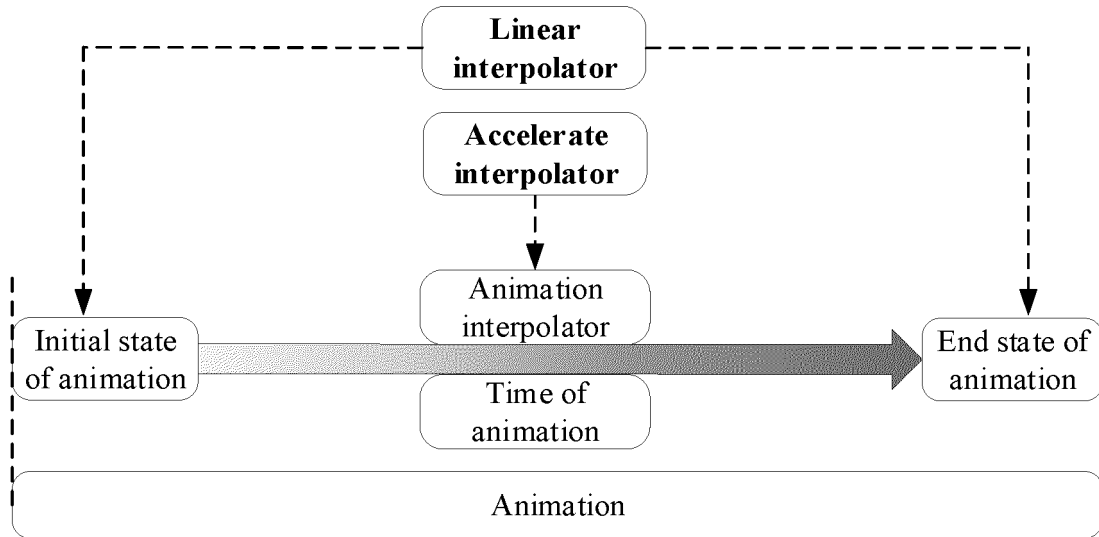 Linear
interpolator
Accelerate
interpolator
Animation
interpolator
Initial state
of animation
End state of
animation
Time of
animation
Animation